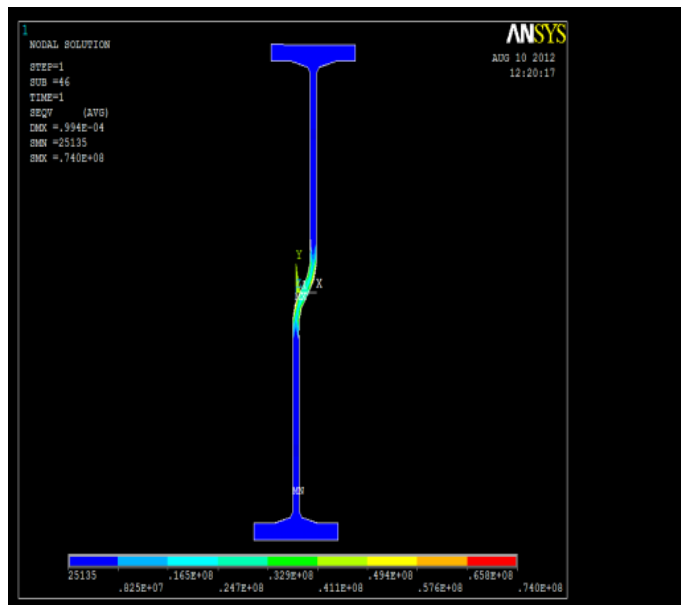 1
NODAL SOLUTION
STEP=1
SUB =46
TIME=1
SEQV (AVG)
DMX =.994E-04
SMN =25135
SMX =.740E+08
ANSYS
AUG 10 2012
12:20:17
Y
X
MN
25135 .165E+08 .329E+08 .494E+08 .658E+08
.825E+07 .247E+08 .411E+08 .576E+08 .740E+08